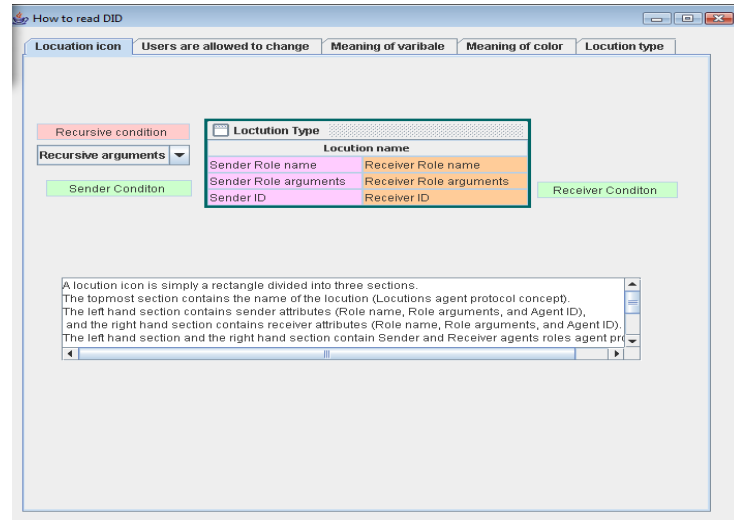 How to read DID
Locuation icon
Users are allowed to change
Meaning of varibale
Meaning of color
Locution type
Recursive condition
Recursive arguments
Sender Conditon
Loctution Type
Locution name
Sender Role name Receiver Role name
Sender Role arguments Receiver Role arguments
Sender ID Receiver ID
Receiver Conditon
A locution icon is simply a rectangle divided into three sections.
The topmost section contains the name of the locution (Locutions agent protocol concept).
The left hand section contains sender attributes (Role name, Role arguments, and Agent ID),
and the right hand section contains receiver attributes (Role name, Role arguments, and Agent ID).
The left hand section and the right hand section contain Sender and Receiver agents roles agent